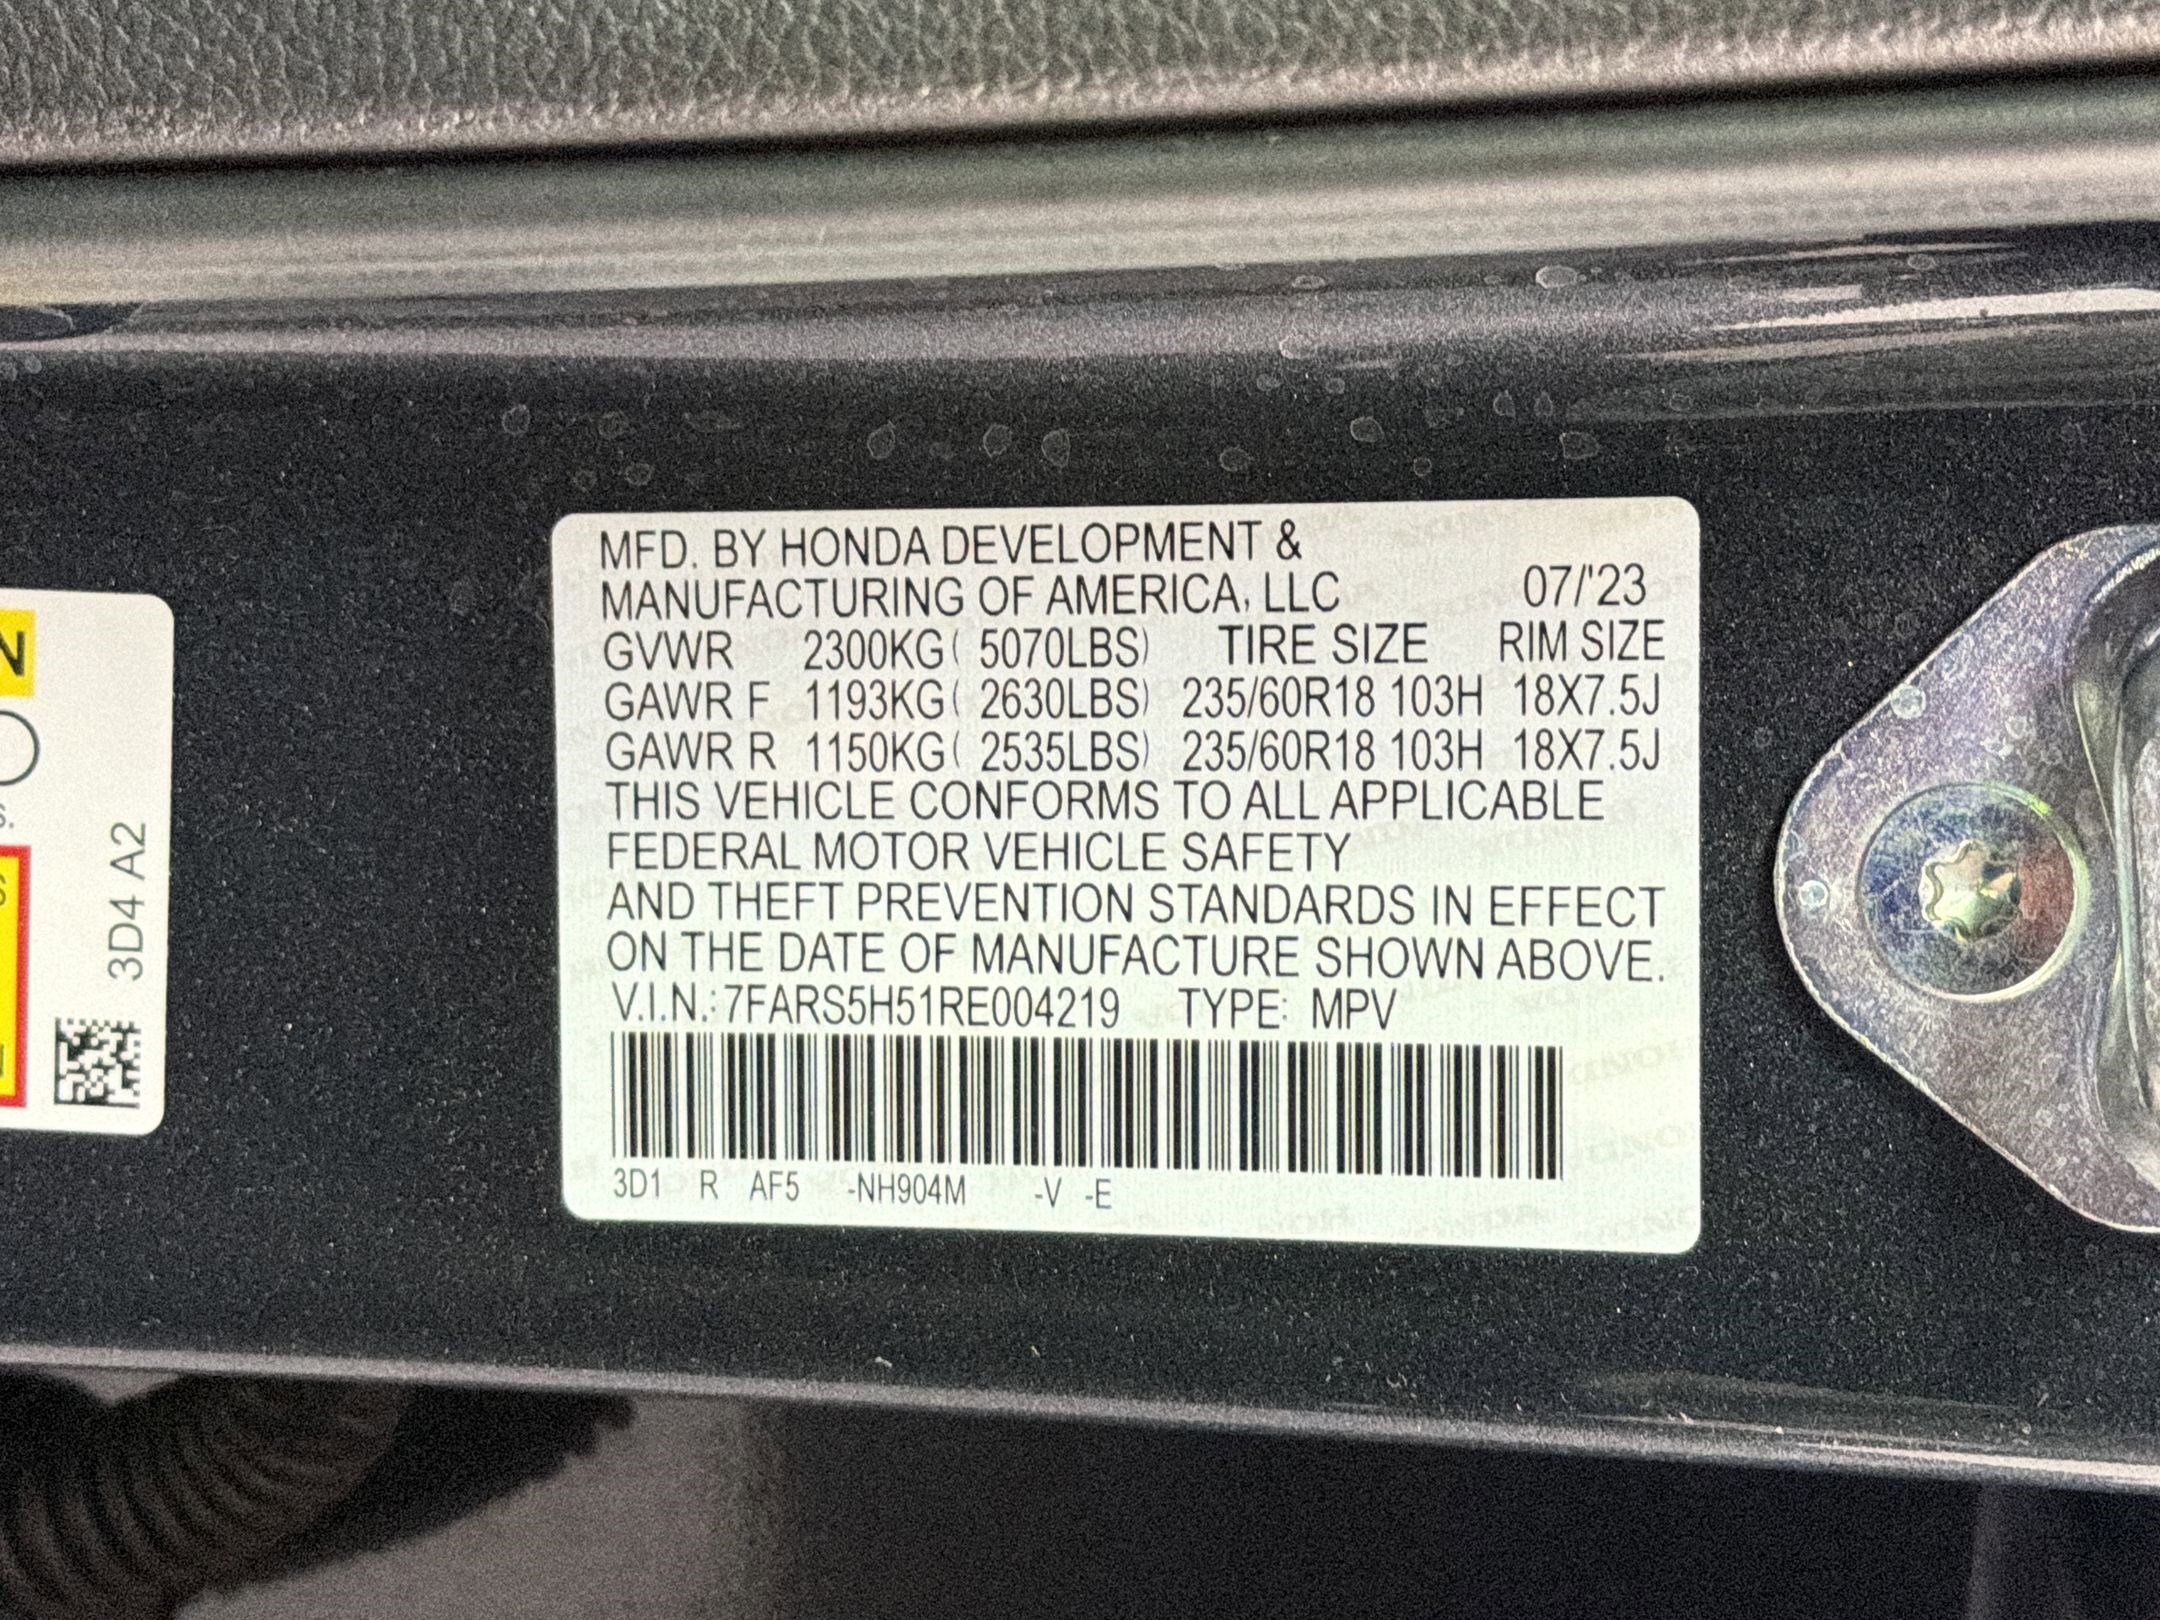 MFD. BY HONDA DEVELOPMENT &
MANUFACTURING OF AMERICA, LLC 07/'23
GVWR 2300KG( 5070LBS) TIRE SIZE RIM SIZE
GAWR F 1193KG( 2630LBS) 235/60R18 103H 18X7.5J
GAWR R 1150KG( 2535LBS) 235/60R18 103H 18X7.5J
THIS VEHICLE CONFORMS TO ALL APPLICABLE
FEDERAL MOTOR VEHICLE SAFETY
AND THEFT PREVENTION STANDARDS IN EFFECT
ON THE DATE OF MANUFACTURE SHOWN ABOVE.
V.I.N.: 7FARS5H51RE004219 TYPE: MPV
3D1 R AF5 -NH904M -V -E
3D4 A2